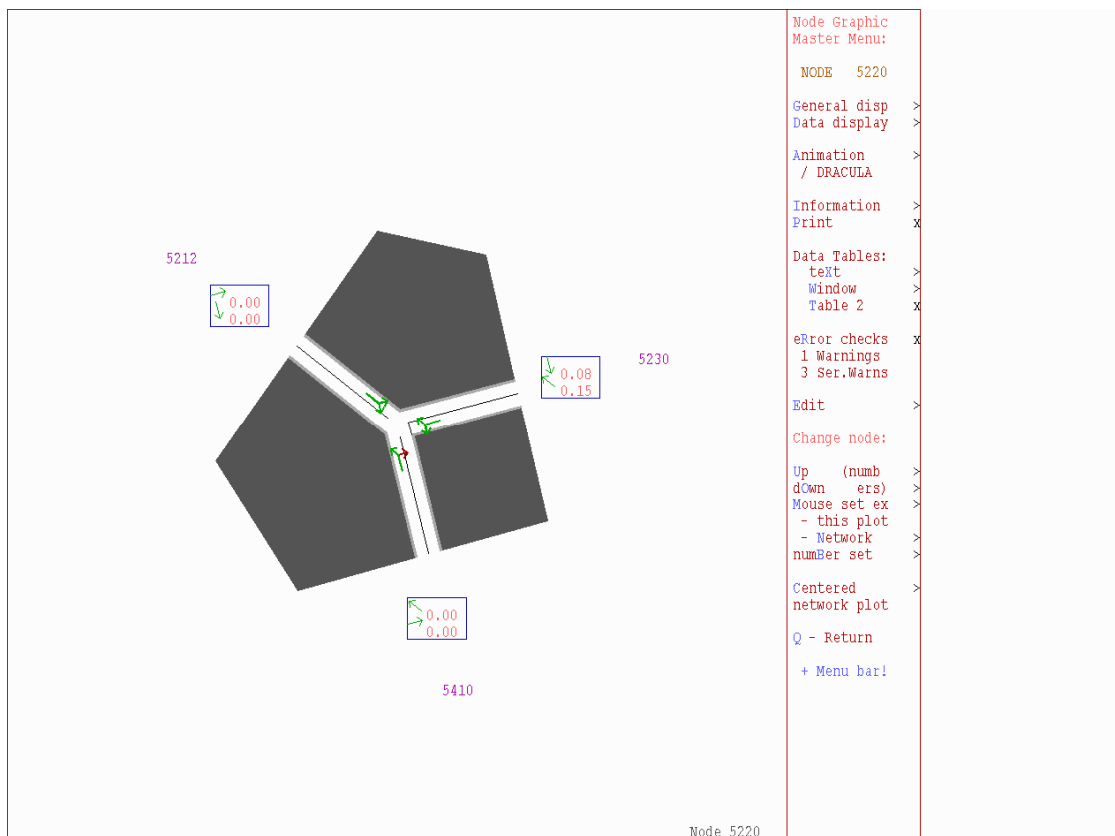 5212
0.00
0.00
5230
0.08
0.15
0.00
0.00
5410
Node 5220
Node Graphic
Master Menu:
NODE 5220
General disp >
Data display >
Animation >
/ DRACULA
Information >
Print x
Data Tables:
teXt >
Window >
Table 2 x
eRror checks x
1 Warnings
3 Ser.Warns
Edit >
Change node:
Up (numb >
dOwn ers) >
Mouse set ex >
- this plot
- Network >
numBer set >
Centered >
network plot
Q - Return
+ Menu bar!